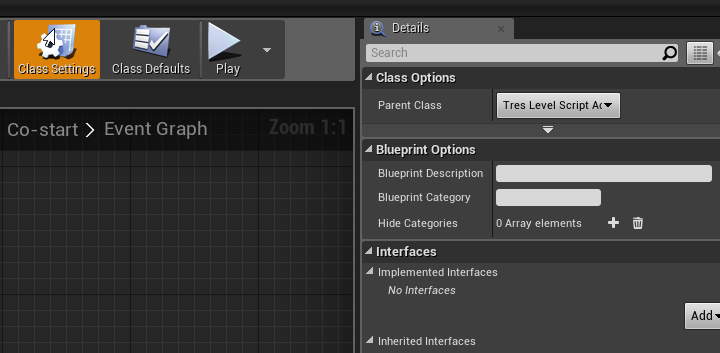 Details
Search
Class Settings
Class Defaults
Play
Class Options
Parent Class
Tres Level Script Ac
Co-start > Event Graph
Zoom 1:1
Blueprint Options
Blueprint Description
Blueprint Category
Hide Categories
0 Array elements
Interfaces
Implemented Interfaces
No Interfaces
Add
Inherited Interfaces